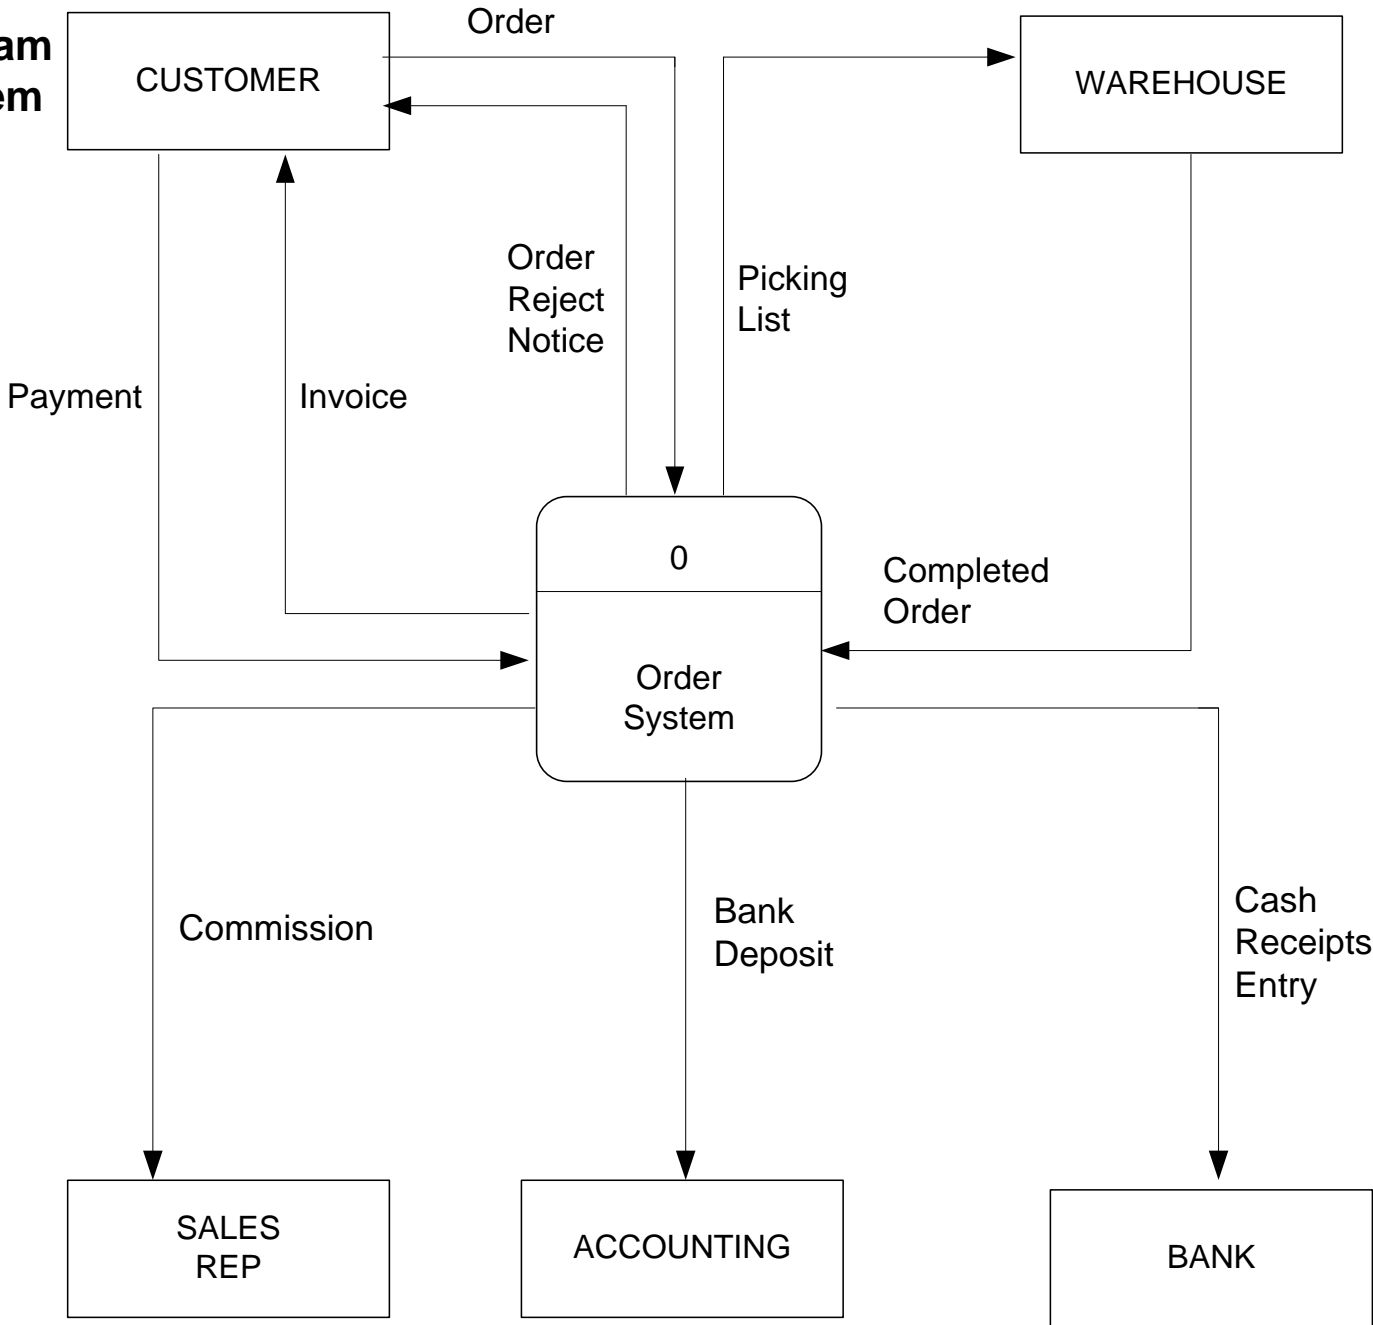 Order
am
em
CUSTOMER
WAREHOUSE
Order
Reject
Notice
Picking
List
Payment
Invoice
0
Completed
Order
Order
System
Commission
Bank
Deposit
Cash
Receipts
Entry
SALES
REP
ACCOUNTING
BANK